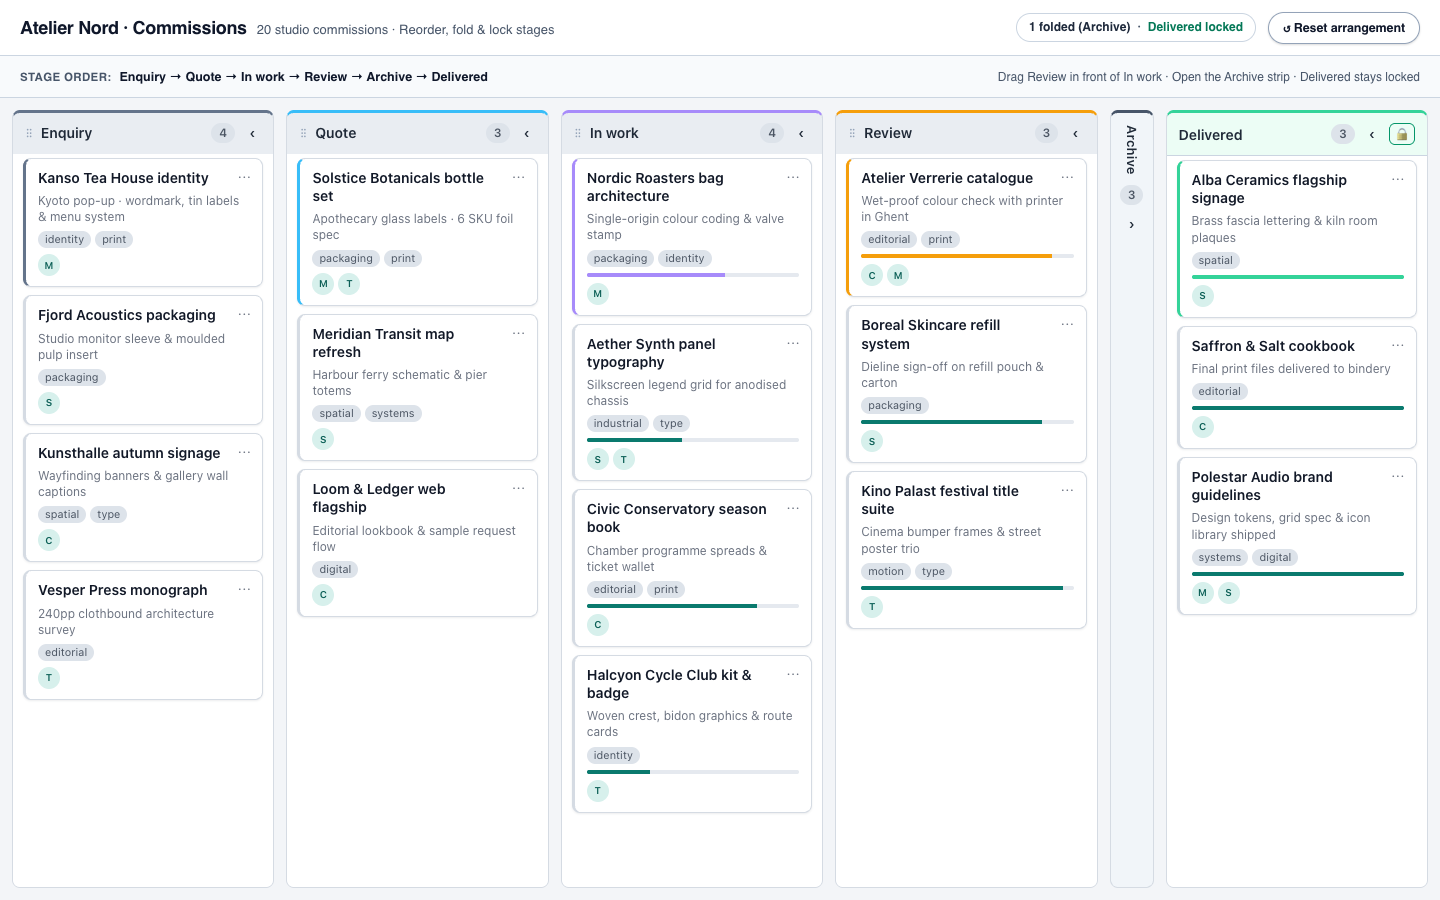 Atelier Nord · Commissions
20 studio commissions · Reorder, fold & lock stages
1 folded (Archive) · Delivered locked
↺ Reset arrangement
STAGE ORDER: Enquiry → Quote → In work → Review → Archive → Delivered
Drag Review in front of In work · Open the Archive strip · Delivered stays locked
Enquiry
4
Kanso Tea House identity
Kyoto pop-up · wordmark, tin labels
& menu system
identity print
M
Fjord Acoustics packaging
Studio monitor sleeve & moulded
pulp insert
packaging
S
Kunsthalle autumn signage
Wayfinding banners & gallery wall
captions
spatial type
C
Vesper Press monograph
240pp clothbound architecture
survey
editorial
T
Quote
3
Solstice Botanicals bottle
set
Apothecary glass labels · 6 SKU foil
spec
packaging print
M T
Meridian Transit map
refresh
Harbour ferry schematic & pier
totems
spatial systems
S
Loom & Ledger web
flagship
Editorial lookbook & sample request
flow
digital
C
In work
4
Nordic Roasters bag
architecture
Single-origin colour coding & valve
stamp
packaging identity
M
Aether Synth panel
typography
Silkscreen legend grid for anodised
chassis
industrial type
S T
Civic Conservatory season
book
Chamber programme spreads &
ticket wallet
editorial print
C
Halcyon Cycle Club kit &
badge
Woven crest, bidon graphics & route
cards
identity
T
Review
3
Atelier Verrerie catalogue
Wet-proof colour check with printer
in Ghent
editorial print
C M
Boreal Skincare refill
system
Dieline sign-off on refill pouch &
carton
packaging
S
Kino Palast festival title
suite
Cinema bumper frames & street
poster trio
motion type
T
Archive
3
Delivered
3
Alba Ceramics flagship
signage
Brass fascia lettering & kiln room
plaques
spatial
S
Saffron & Salt cookbook
Final print files delivered to bindery
editorial
C
Polestar Audio brand
guidelines
Design tokens, grid spec & icon
library shipped
systems digital
M S